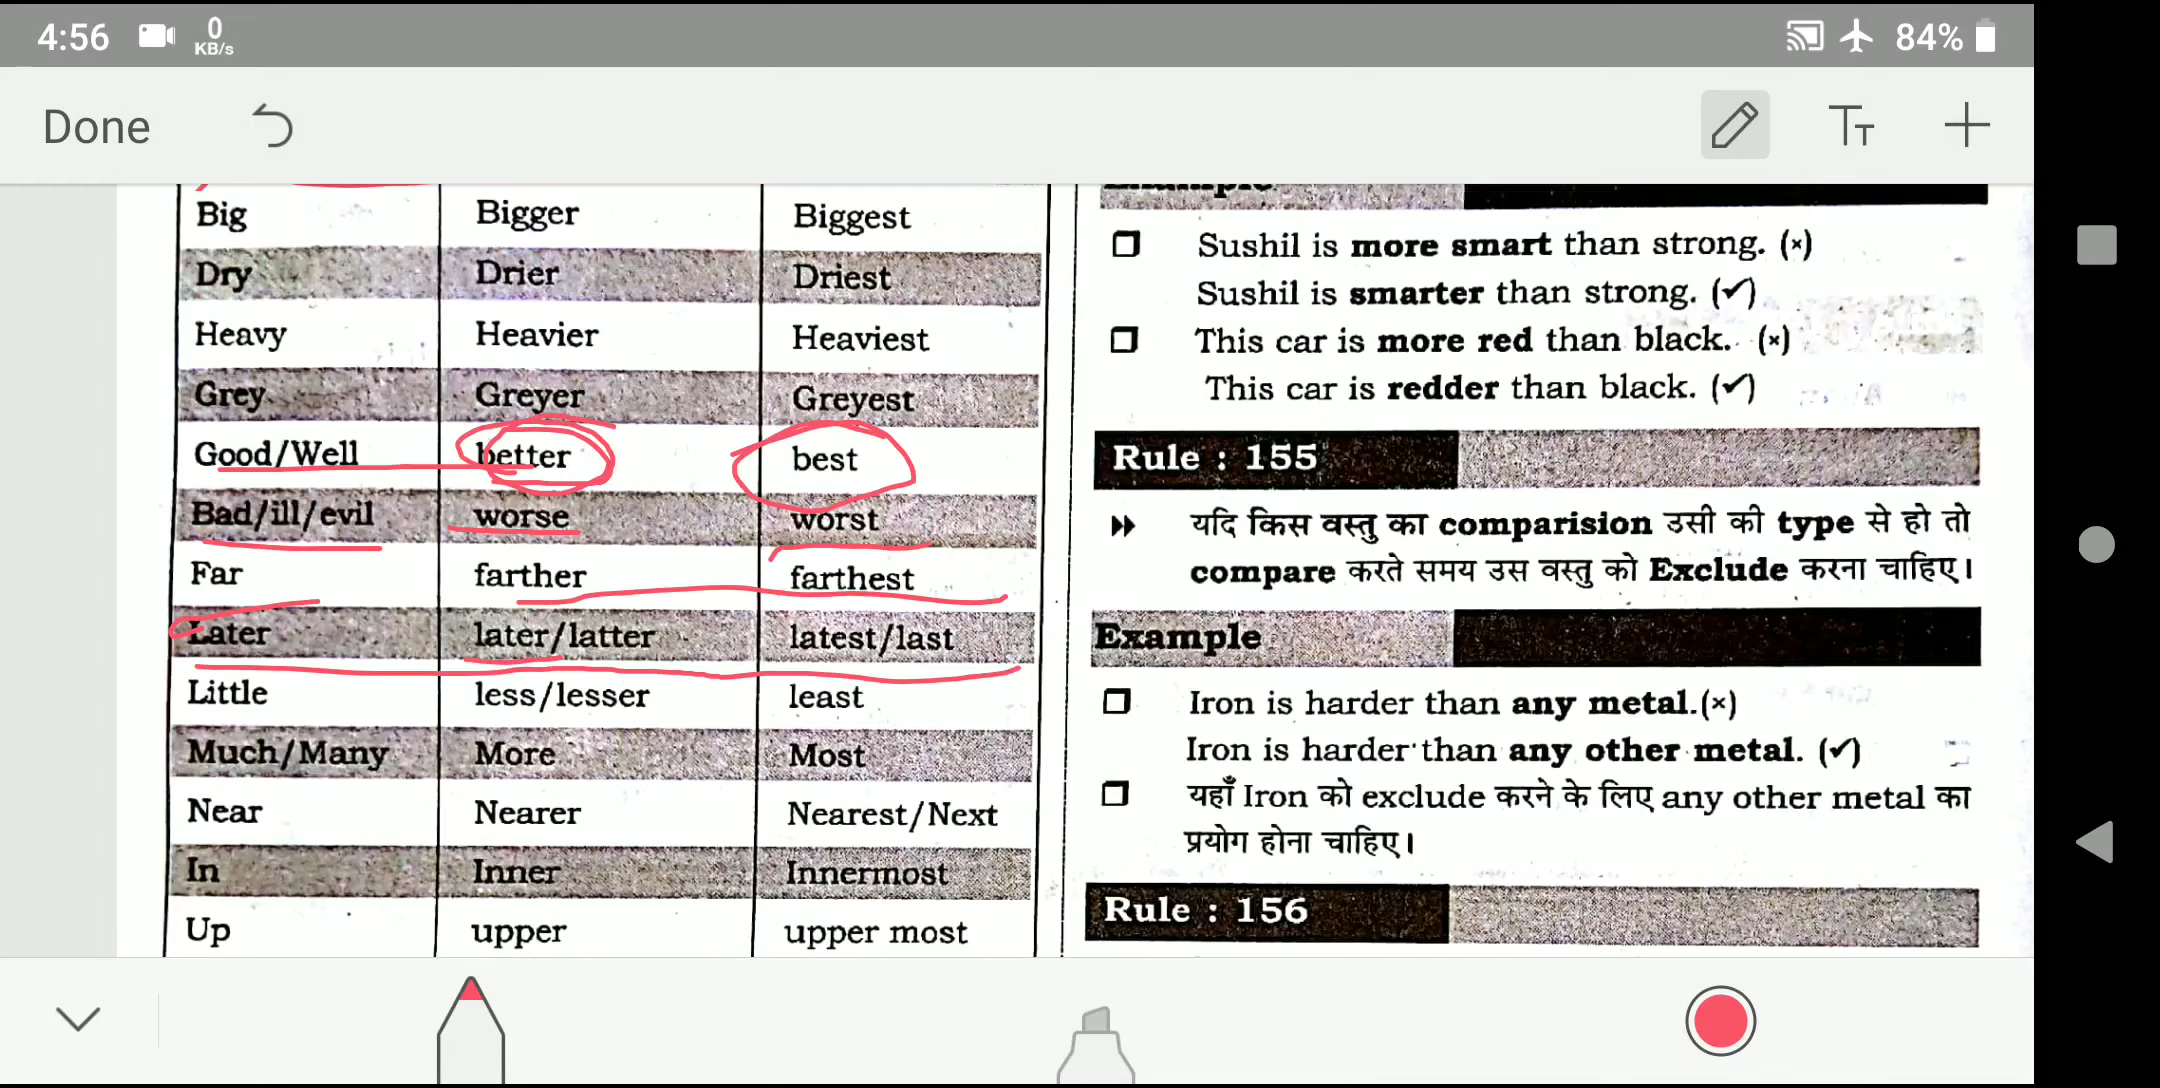 4:56 0 KB/s 84%
Done TT
Big Bigger Biggest
Dry Drier Driest
Heavy Heavier Heaviest
Grey Greyer Greyest
Good/Well better best
Bad/ill/evil worse worst
Far farther farthest
Later later/latter latest/last
Little less/lesser least
Much/Many More Most
Near Nearer Nearest/Next
In Inner Innermost
Up upper upper most
Example
❐ Sushil is more smart than strong. (×)
Sushil is smarter than strong. (✓)
❐ This car is more red than black. (×)
This car is redder than black. (✓)
Rule : 155
यदि किस वस्तु का comparision उसी की type से हो तो
compare करते समय उस वस्तु को Exclude करना चाहिए।
Example
❐ Iron is harder than any metal.(×)
Iron is harder than any other metal. (✓)
❐ यहाँ Iron को exclude करने के लिए any other metal का
प्रयोग होना चाहिए।
Rule : 156